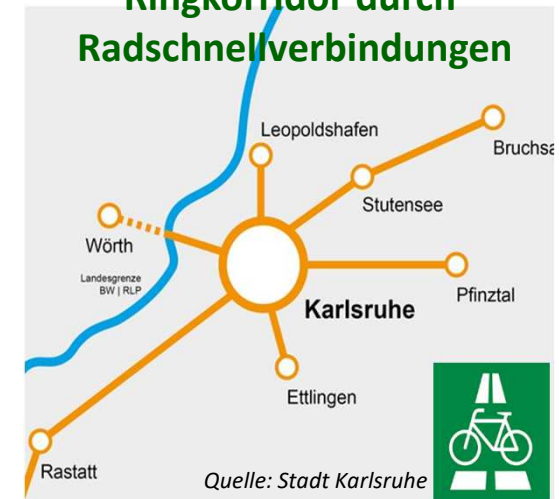 Ringkorridor durch
Radschnellverbindungen
Leopoldshafen
Bruchsa
Stutensee
Wörth
Landesgrenze
BW | RLP
Pfinztal
Karlsruhe
Ettlingen
Rastatt
Quelle: Stadt Karlsruhe